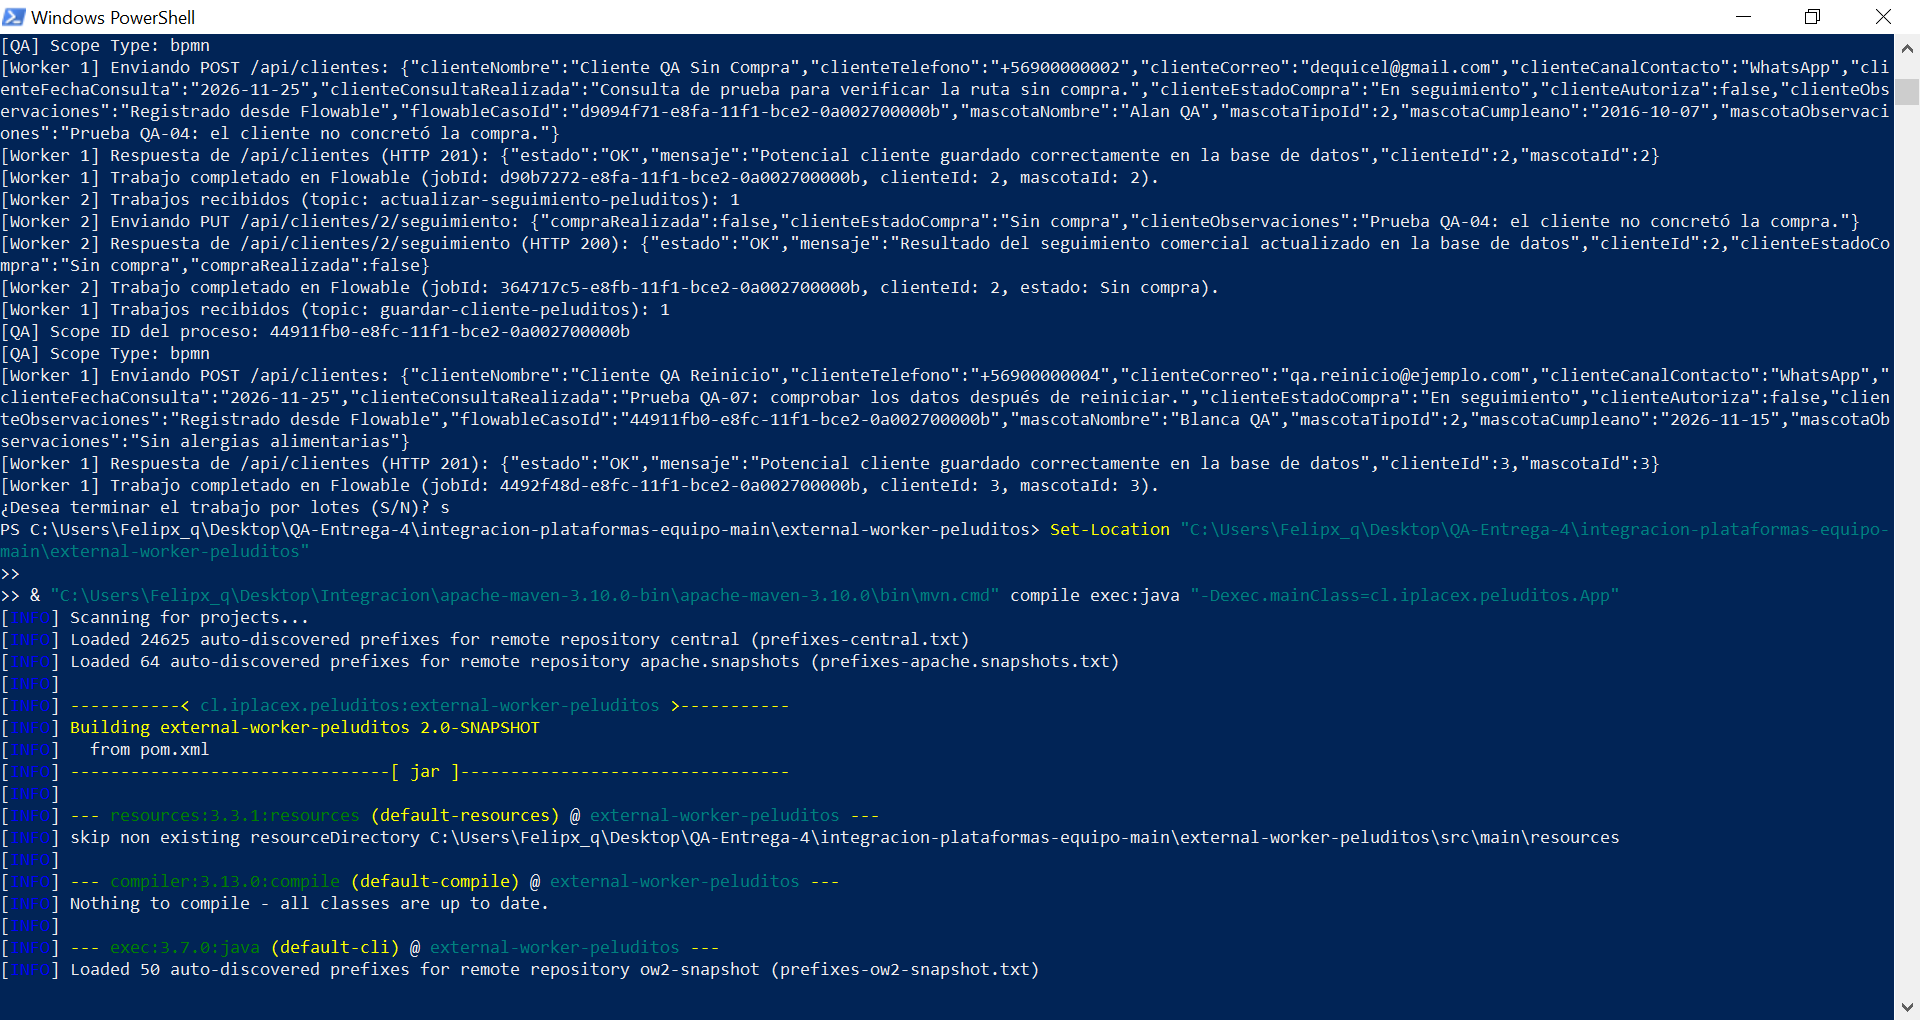 Windows PowerShell
[QA] Scope Type: bpmn
[Worker 1] Enviando POST /api/clientes: {"clienteNombre":"Cliente QA Sin Compra","clienteTelefono":"+56900000002","clienteCorreo":"dequicel@gmail.com","clienteCanalContacto":"WhatsApp","cli
enteFechaConsulta":"2026-11-25","clienteConsultaRealizada":"Consulta de prueba para verificar la ruta sin compra.","clienteEstadoCompra":"En seguimiento","clienteAutoriza":false,"clienteObs
ervaciones":"Registrado desde Flowable","flowableCasoId":"d9094f71-e8fa-11f1-bce2-0a002700000b","mascotaNombre":"Alan QA","mascotaTipoId":2,"mascotaCumpleano":"2016-10-07","mascotaObservaci
ones":"Prueba QA-04: el cliente no concretó la compra."}
[Worker 1] Respuesta de /api/clientes (HTTP 201): {"estado":"OK","mensaje":"Potencial cliente guardado correctamente en la base de datos","clienteId":2,"mascotaId":2}
[Worker 1] Trabajo completado en Flowable (jobId: d90b7272-e8fa-11f1-bce2-0a002700000b, clienteId: 2, mascotaId: 2).
[Worker 2] Trabajos recibidos (topic: actualizar-seguimiento-peluditos): 1
[Worker 2] Enviando PUT /api/clientes/2/seguimiento: {"compraRealizada":false,"clienteEstadoCompra":"Sin compra","clienteObservaciones":"Prueba QA-04: el cliente no concretó la compra."}
[Worker 2] Respuesta de /api/clientes/2/seguimiento (HTTP 200): {"estado":"OK","mensaje":"Resultado del seguimiento comercial actualizado en la base de datos","clienteId":2,"clienteEstadoCo
mpra":"Sin compra","compraRealizada":false}
[Worker 2] Trabajo completado en Flowable (jobId: 364717c5-e8fb-11f1-bce2-0a002700000b, clienteId: 2, estado: Sin compra).
[Worker 1] Trabajos recibidos (topic: guardar-cliente-peluditos): 1
[QA] Scope ID del proceso: 44911fb0-e8fc-11f1-bce2-0a002700000b
[QA] Scope Type: bpmn
[Worker 1] Enviando POST /api/clientes: {"clienteNombre":"Cliente QA Reinicio","clienteTelefono":"+56900000004","clienteCorreo":"qa.reinicio@ejemplo.com","clienteCanalContacto":"WhatsApp","
clienteFechaConsulta":"2026-11-25","clienteConsultaRealizada":"Prueba QA-07: comprobar los datos después de reiniciar.","clienteEstadoCompra":"En seguimiento","clienteAutoriza":false,"clien
teObservaciones":"Registrado desde Flowable","flowableCasoId":"44911fb0-e8fc-11f1-bce2-0a002700000b","mascotaNombre":"Blanca QA","mascotaTipoId":2,"mascotaCumpleano":"2026-11-15","mascotaOb
servaciones":"Sin alergias alimentarias"}
[Worker 1] Respuesta de /api/clientes (HTTP 201): {"estado":"OK","mensaje":"Potencial cliente guardado correctamente en la base de datos","clienteId":3,"mascotaId":3}
[Worker 1] Trabajo completado en Flowable (jobId: 4492f48d-e8fc-11f1-bce2-0a002700000b, clienteId: 3, mascotaId: 3).
¿Desea terminar el trabajo por lotes (S/N)? s
PS C:\Users\Felipx_q\Desktop\QA-Entrega-4\integracion-plataformas-equipo-main\external-worker-peluditos> Set-Location "C:\Users\Felipx_q\Desktop\QA-Entrega-4\integracion-plataformas-equipo-
main\external-worker-peluditos"
>>
>> & "C:\Users\Felipx_q\Desktop\Integracion\apache-maven-3.10.0-bin\apache-maven-3.10.0\bin\mvn.cmd" compile exec:java "-Dexec.mainClass=cl.iplacex.peluditos.App"
[INFO] Scanning for projects...
[INFO] Loaded 24625 auto-discovered prefixes for remote repository central (prefixes-central.txt)
[INFO] Loaded 64 auto-discovered prefixes for remote repository apache.snapshots (prefixes-apache.snapshots.txt)
[INFO]
[INFO] -----------< cl.iplacex.peluditos:external-worker-peluditos >-----------
[INFO] Building external-worker-peluditos 2.0-SNAPSHOT
[INFO]   from pom.xml
[INFO] --------------------------------[ jar ]---------------------------------
[INFO]
[INFO] --- resources:3.3.1:resources (default-resources) @ external-worker-peluditos ---
[INFO] skip non existing resourceDirectory C:\Users\Felipx_q\Desktop\QA-Entrega-4\integracion-plataformas-equipo-main\external-worker-peluditos\src\main\resources
[INFO]
[INFO] --- compiler:3.13.0:compile (default-compile) @ external-worker-peluditos ---
[INFO] Nothing to compile - all classes are up to date.
[INFO]
[INFO] --- exec:3.7.0:java (default-cli) @ external-worker-peluditos ---
[INFO] Loaded 50 auto-discovered prefixes for remote repository ow2-snapshot (prefixes-ow2-snapshot.txt)